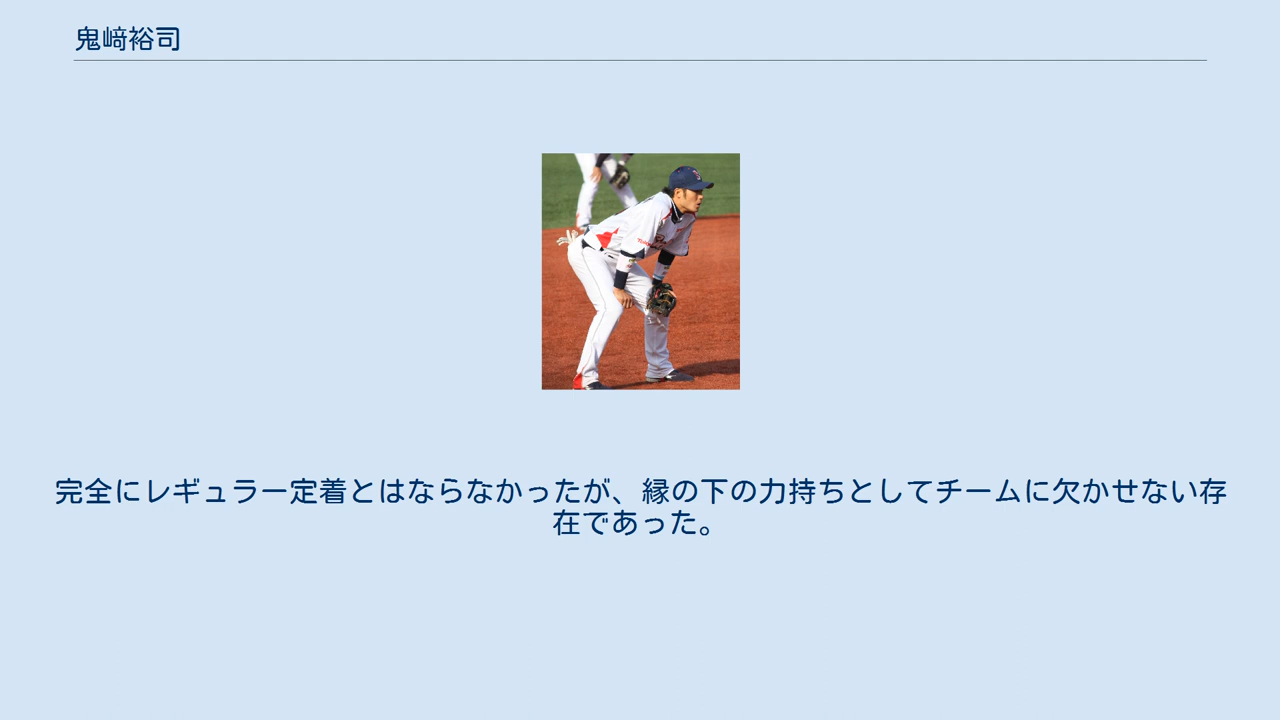 鬼﨑裕司
完全にレギュラー定着とはならなかったが、縁の下の力持ちとしてチームに欠かせない存
在であった。